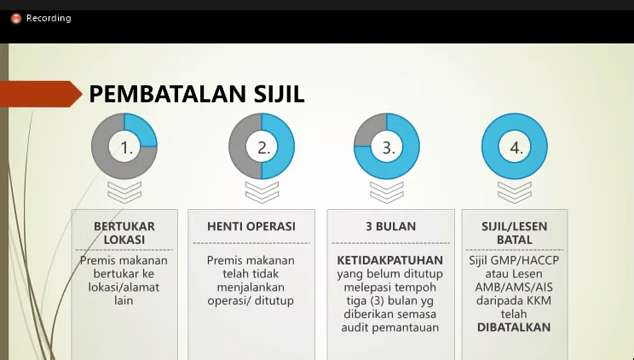 Recording
PEMBATALAN SIJIL
1.
2.
3.
4.
BERTUKAR
LOKASI
Premis makanan
bertukar ke
lokasi/alamat
lain
HENTI OPERASI
Premis makanan
telah tidak
menjalankan
operasi/ ditutup
3 BULAN
KETIDAKPATUHAN
yang belum ditutup
melepasi tempoh
tiga (3) bulan yg
diberikan semasa
audit pemantauan
SIJIL/LESEN
BATAL
Sijil GMP/HACCP
atau Lesen
AMB/AMS/AIS
daripada KKM
telah
DIBATALKAN